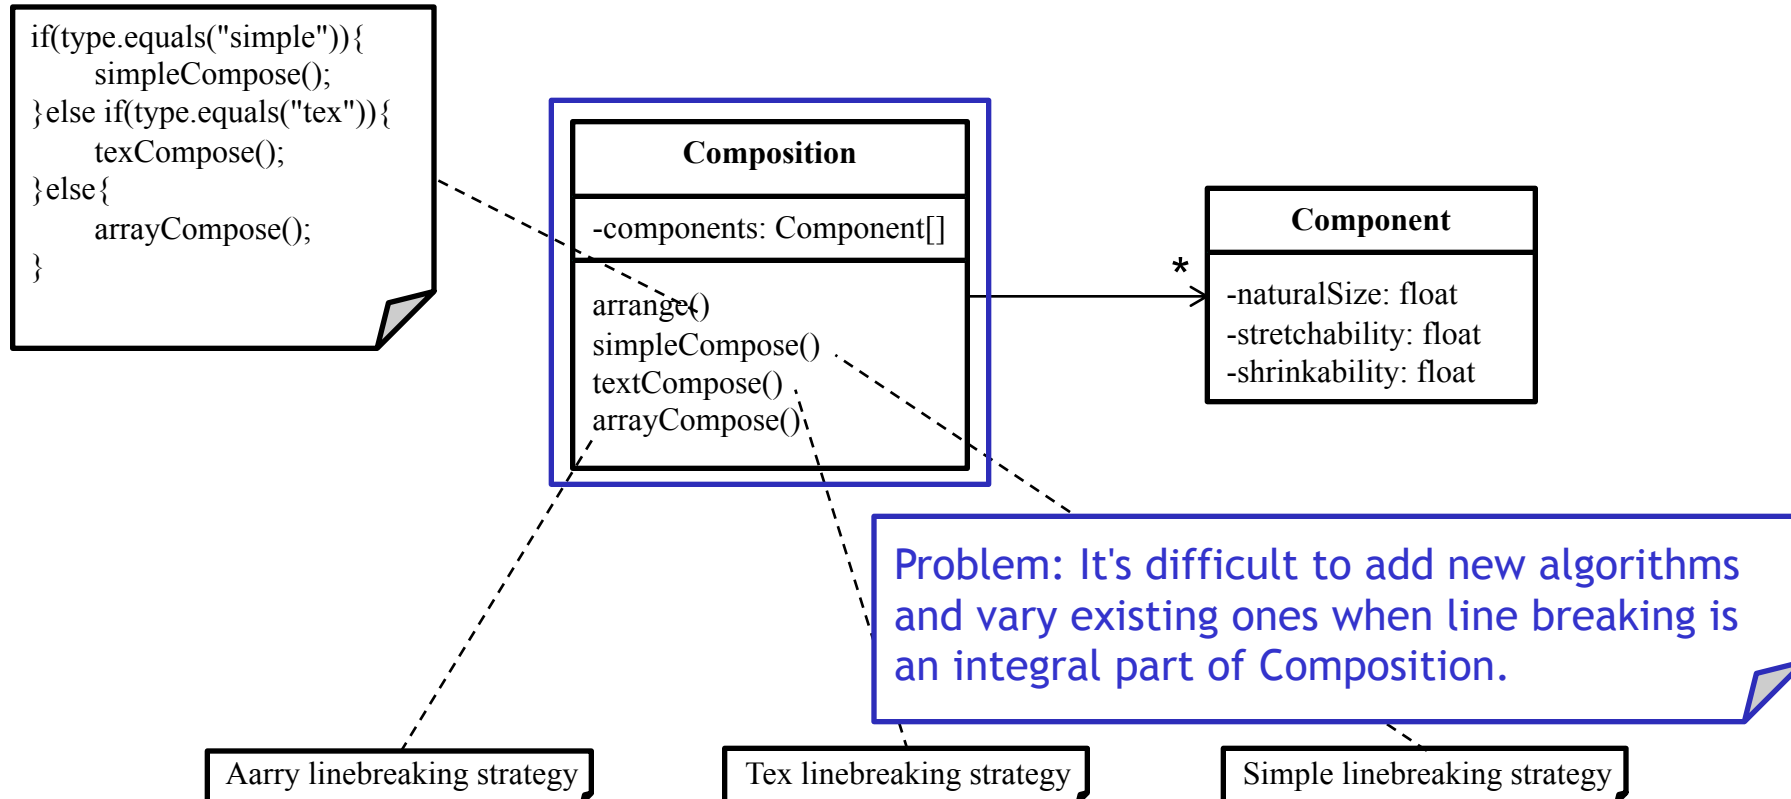 if(type.equals("simple")){
simpleCompose();
}else if(type.equals("tex")){
texCompose();
}else{
arrayCompose();
}
Composition
-components: Component[]
arrange()
simpleCompose()
textCompose()
arrayCompose()
*
Component
-naturalSize: float
-stretchability: float
-shrinkability: float
Problem: It's difficult to add new algorithms
and vary existing ones when line breaking is
an integral part of Composition.
Aarry linebreaking strategy
Tex linebreaking strategy
Simple linebreaking strategy